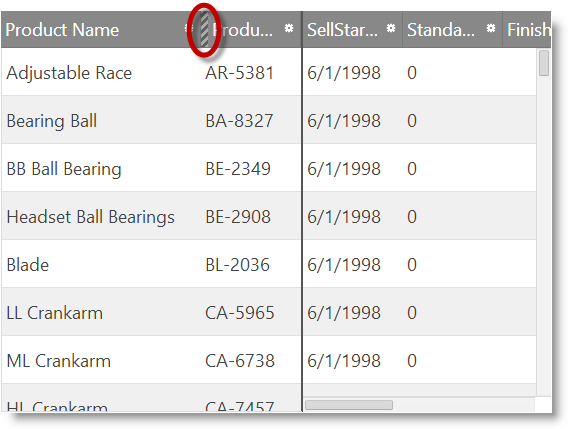 Product Name Produ... SellStar... Standa... Finish
Adjustable Race AR-5381 6/1/1998 0
Bearing Ball BA-8327 6/1/1998 0
BB Ball Bearing BE-2349 6/1/1998 0
Headset Ball Bearings BE-2908 6/1/1998 0
Blade BL-2036 6/1/1998 0
LL Crankarm CA-5965 6/1/1998 0
ML Crankarm CA-6738 6/1/1998 0
HL Crankarm CA-7457